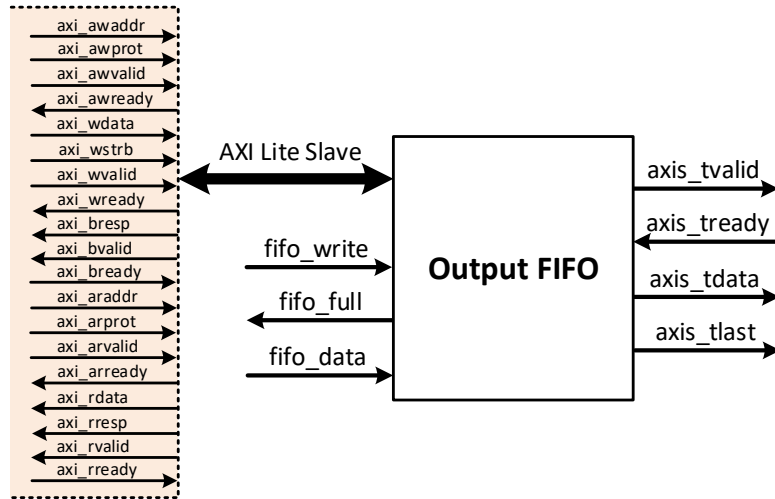 axi_awaddr
axi_awprot
axi_awvalid
axi_awready
axi_wdata
axi_wstrb
axi_wvalid
axi_wready
axi_bresp
axi_bvalid
axi_bready
axi_araddr
axi_arprot
axi_arvalid
axi_arready
axi_rdata
axi_rresp
axi_rvalid
axi_rready
AXI Lite Slave
fifo_write
fifo_full
fifo_data
Output FIFO
axis_tvalid
axis_tready
axis_tdata
axis_tlast